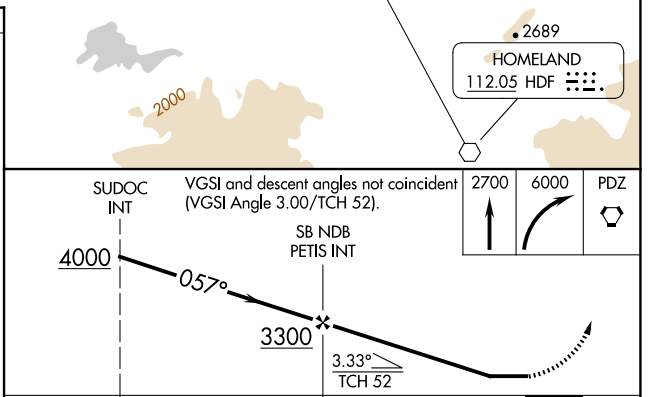 2689
HOMELAND
112.05 HDF
2000
SUDOC
INT
VGSI and descent angles not coincident
(VGSI Angle 3.00/TCH 52).
2700
6000
PDZ
SB NDB
PETIS INT
4000
057°
3300
3.33°
TCH 52